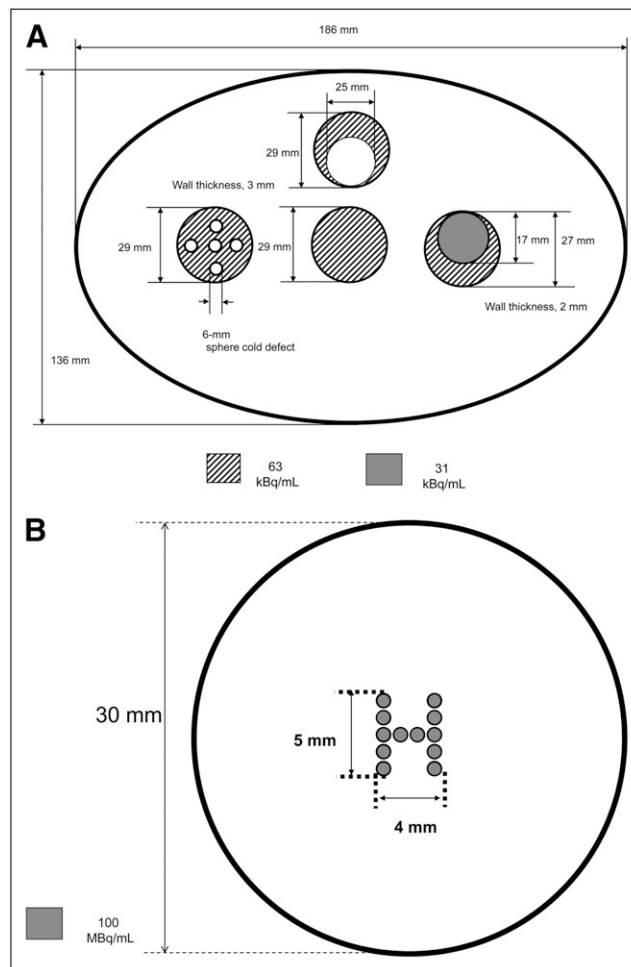 A
186 mm
25 mm
29 mm
Wall thickness, 3 mm
29 mm
29 mm
17 mm
27 mm
Wall thickness, 2 mm
6-mm
sphere cold defect
136 mm
63
kBq/mL
31
kBq/mL
B
30 mm
5 mm
4 mm
100
MBq/mL